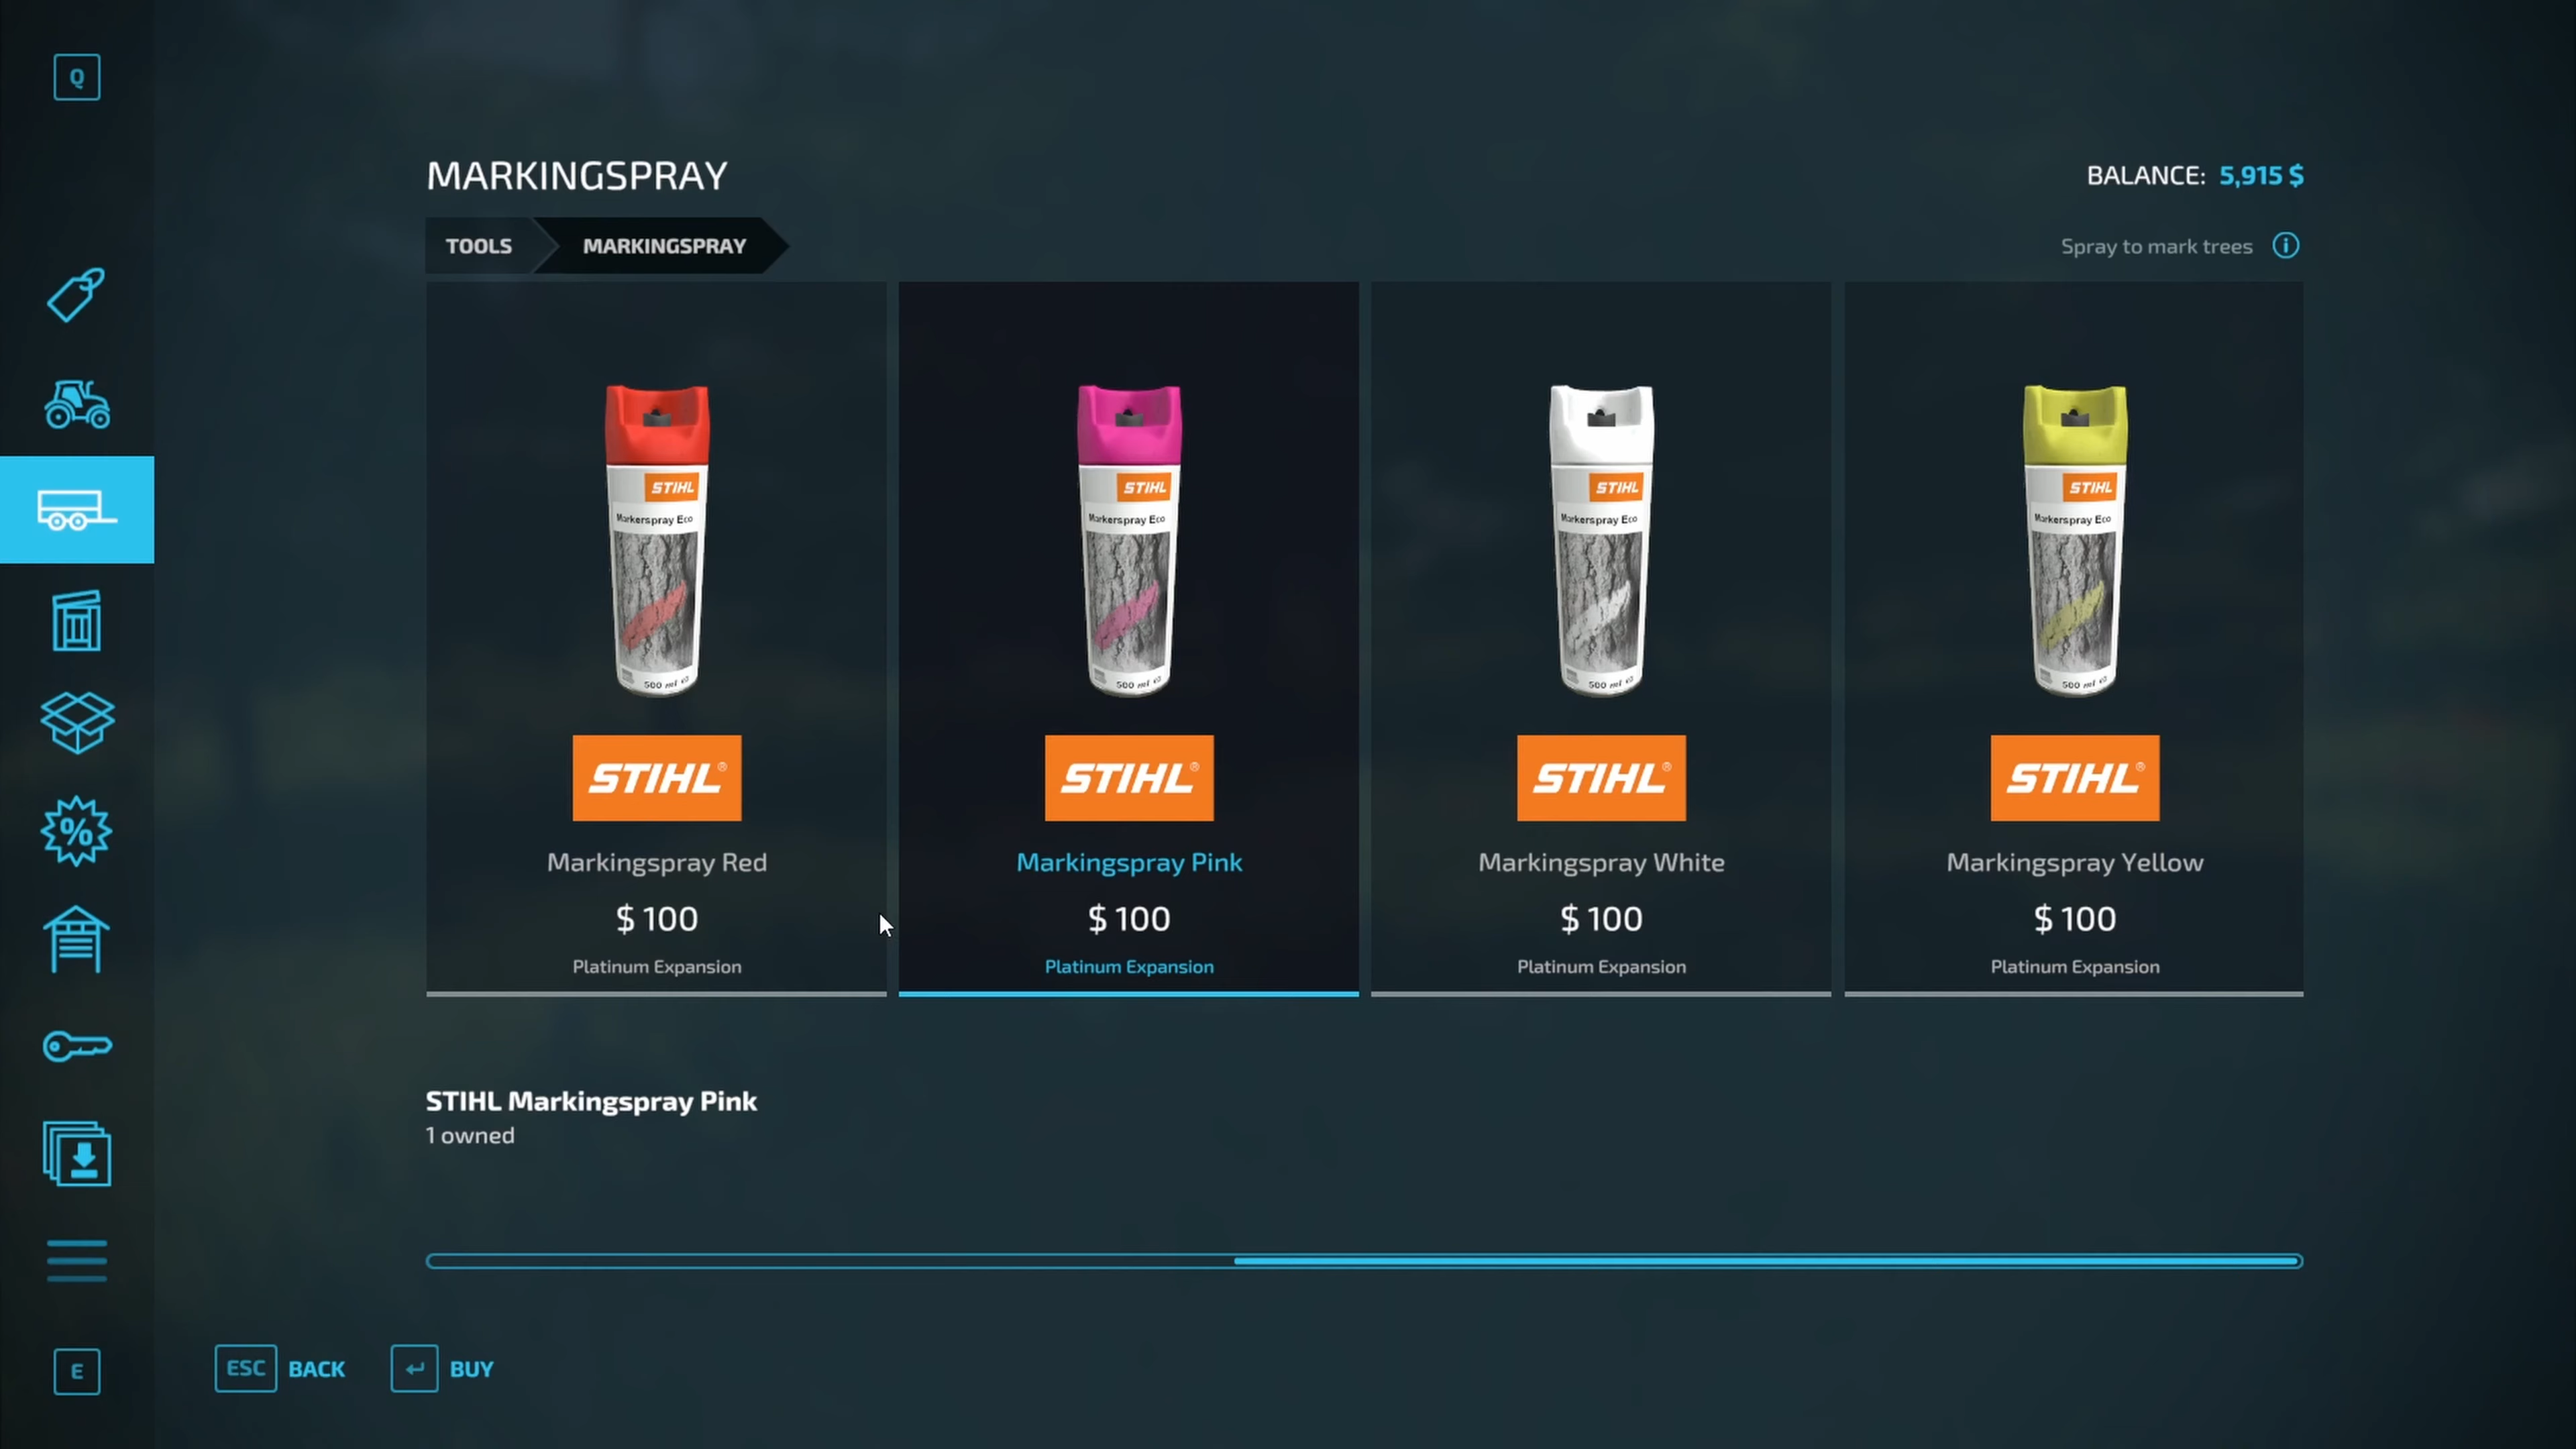 Q
MARKINGSPRAY
BALANCE: 5,915 $
TOOLS
MARKINGSPRAY
Spray to mark trees
STIHL
Markerspray Eco
500 ml
STIHL
Markerspray Eco
500 ml
STIHL
Markerspray Eco
500 ml
STIHL
Markerspray Eco
500 ml
STIHL®
STIHL®
STIHL®
STIHL®
Markingspray Red
Markingspray Pink
Markingspray White
Markingspray Yellow
$ 100
$ 100
$ 100
$ 100
Platinum Expansion
Platinum Expansion
Platinum Expansion
Platinum Expansion
STIHL Markingspray Pink
1 owned
E
ESC BACK
BUY